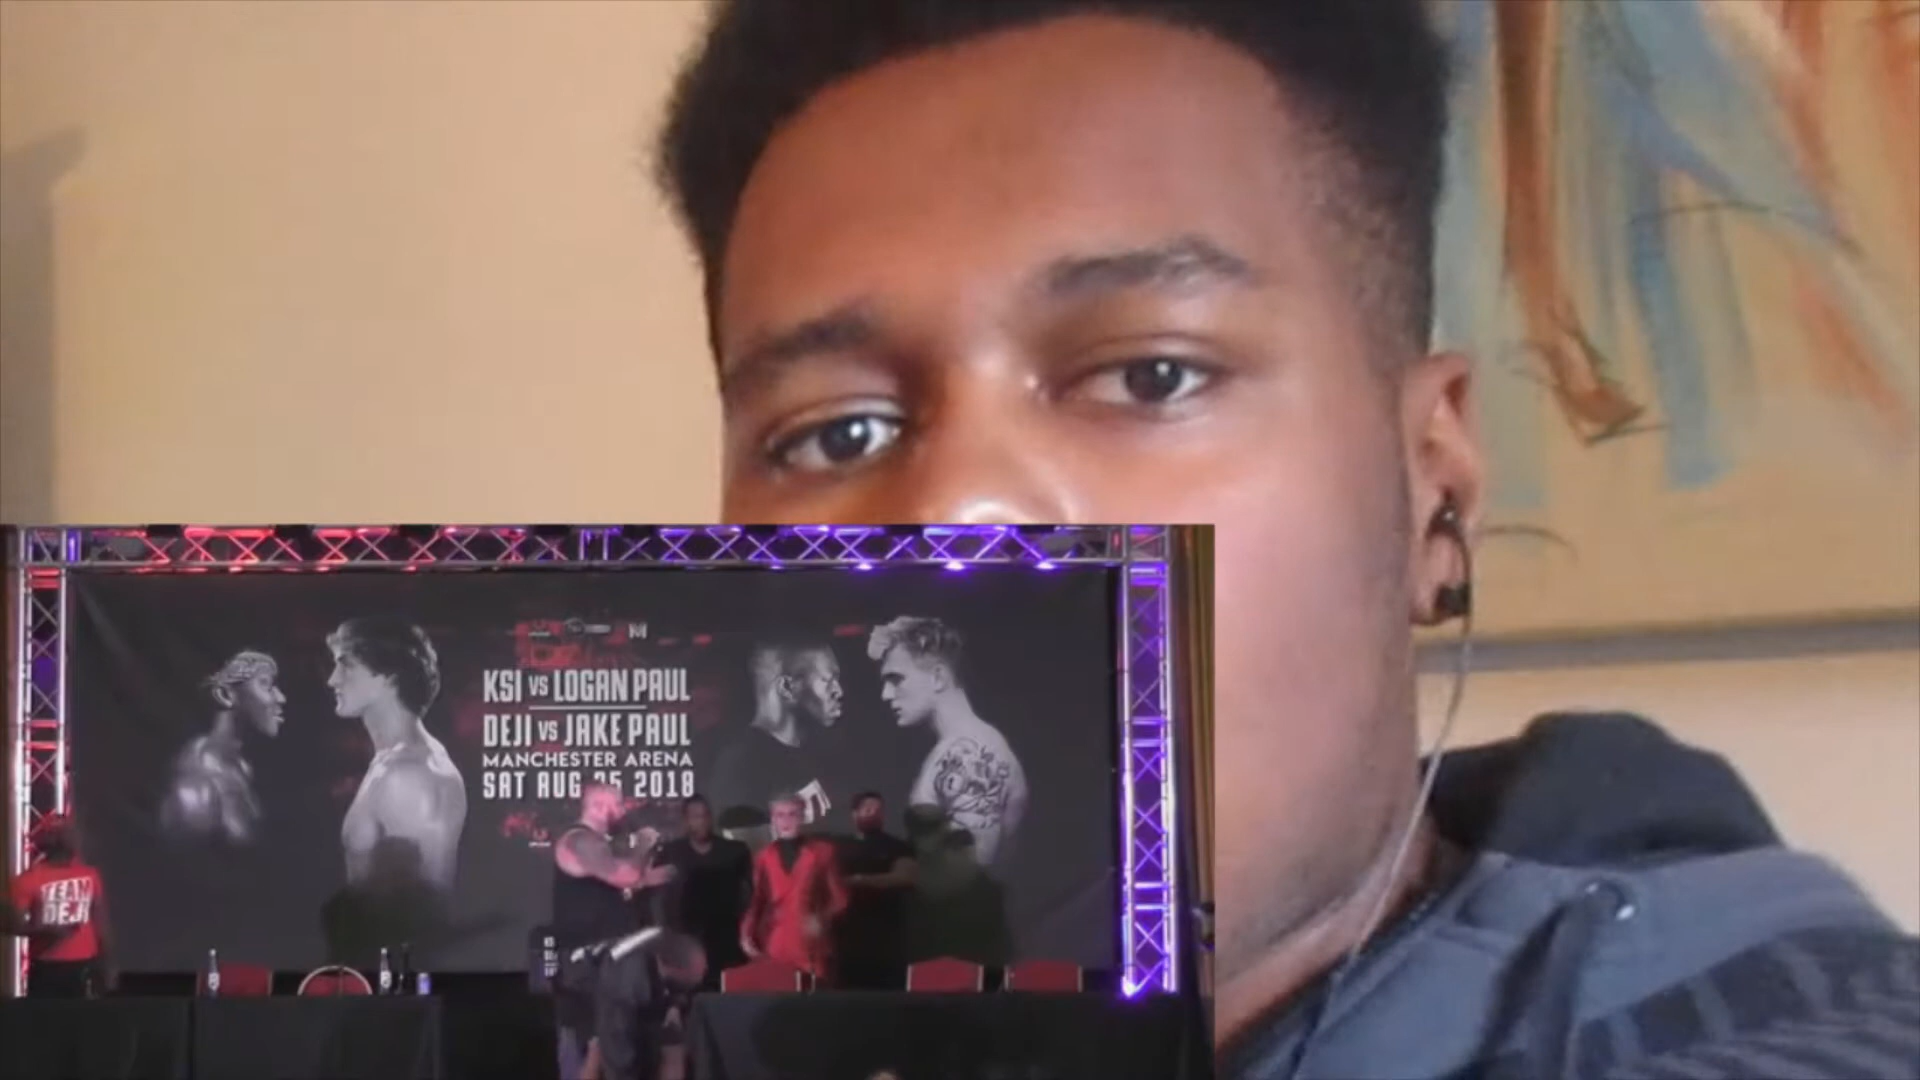 KSI VS LOGAN PAUL
DEJI VS JAKE PAUL
MANCHESTER ARENA
SAT AUG 25 2018
TEAM
DEJI